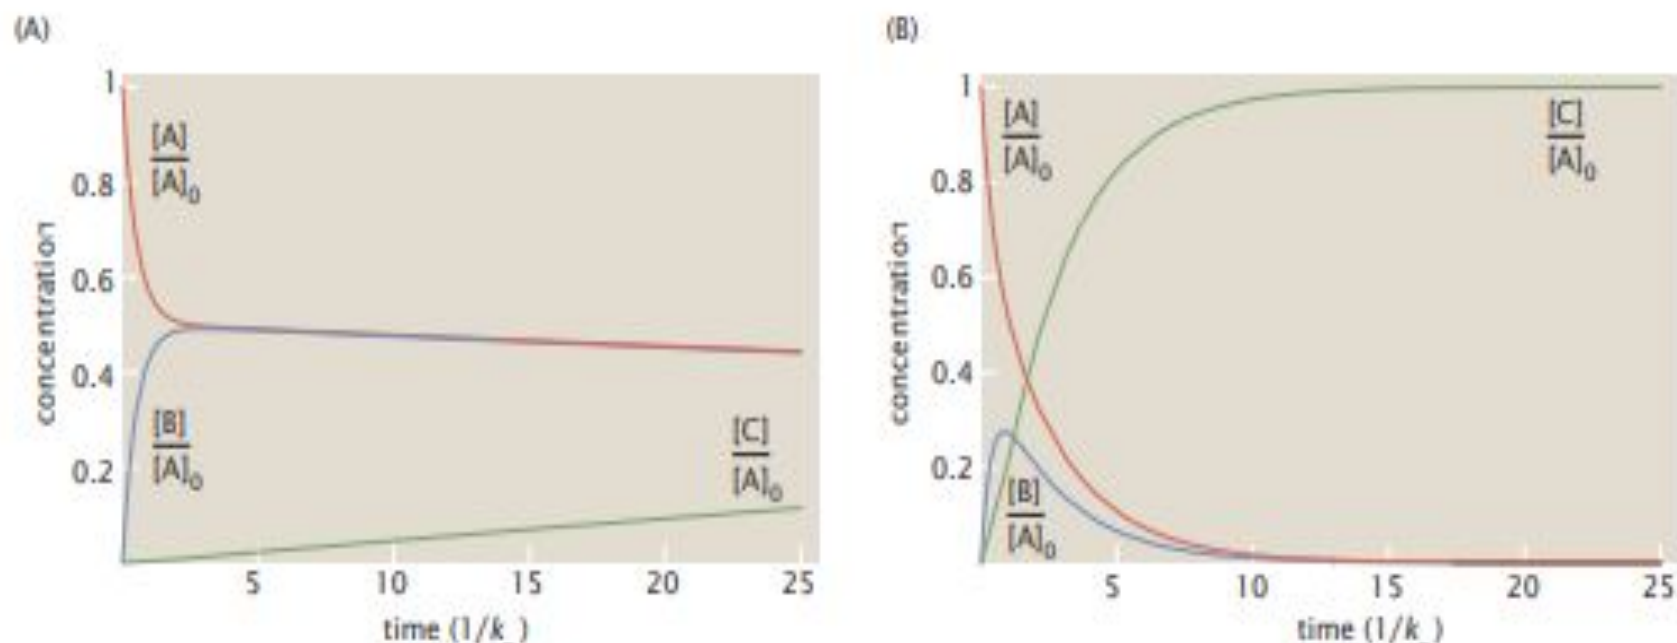 (A)
1
[A]
[A]₀
0.8
0.6
0.4
0.2
concentration
[B]
[A]₀
[C]
[A]₀
5 10 15 20 25
time (1/k_)
(B)
1
[A]
[A]₀
0.8
0.6
0.4
0.2
concentration
[B]
[A]₀
[C]
[A]₀
5 10 15 20 25
time (1/k_)